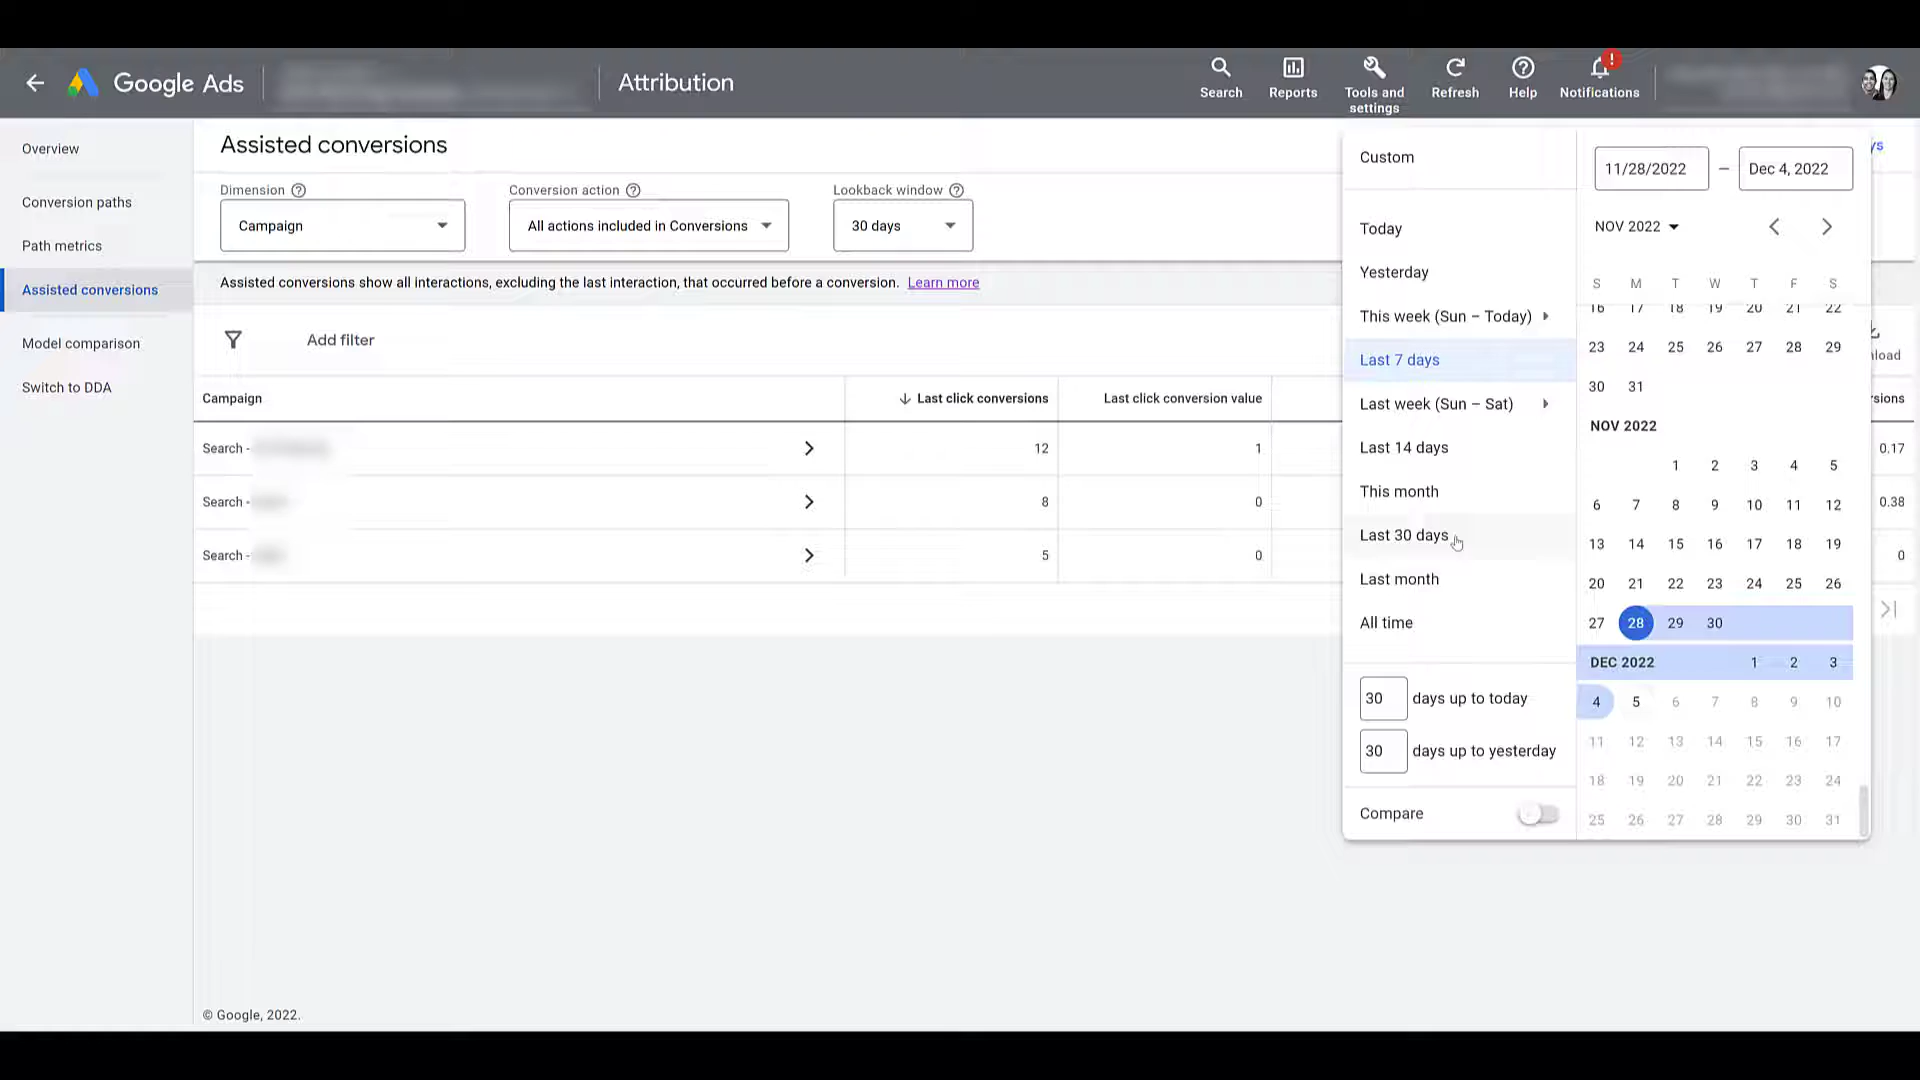 Google Ads
Attribution
Search
Reports
Tools and
settings
Refresh
Help
!
Notifications
Overview
Conversion paths
Path metrics
Assisted conversions
Model comparison
Switch to DDA
Assisted conversions
Dimension
Campaign
Conversion action
All actions included in Conversions
Lookback window
30 days
Assisted conversions show all interactions, excluding the last interaction, that occurred before a conversion. Learn more
Add filter
Campaign
Last click conversions
Last click conversion value
Search -
12
1
0.17
Search -
8
0
0.38
Search -
5
0
0
Custom
Today
Yesterday
This week (Sun – Today)
Last 7 days
Last week (Sun – Sat)
Last 14 days
This month
Last 30 days
Last month
All time
30 days up to today
30 days up to yesterday
Compare
11/28/2022 – Dec 4, 2022
NOV 2022
S M T W T F S
16 17 18 19 20 21 22
23 24 25 26 27 28 29
30 31
NOV 2022
1 2 3 4 5
6 7 8 9 10 11 12
13 14 15 16 17 18 19
20 21 22 23 24 25 26
27 28 29 30
DEC 2022 1 2 3
4 5 6 7 8 9 10
11 12 13 14 15 16 17
18 19 20 21 22 23 24
25 26 27 28 29 30 31
© Google, 2022.